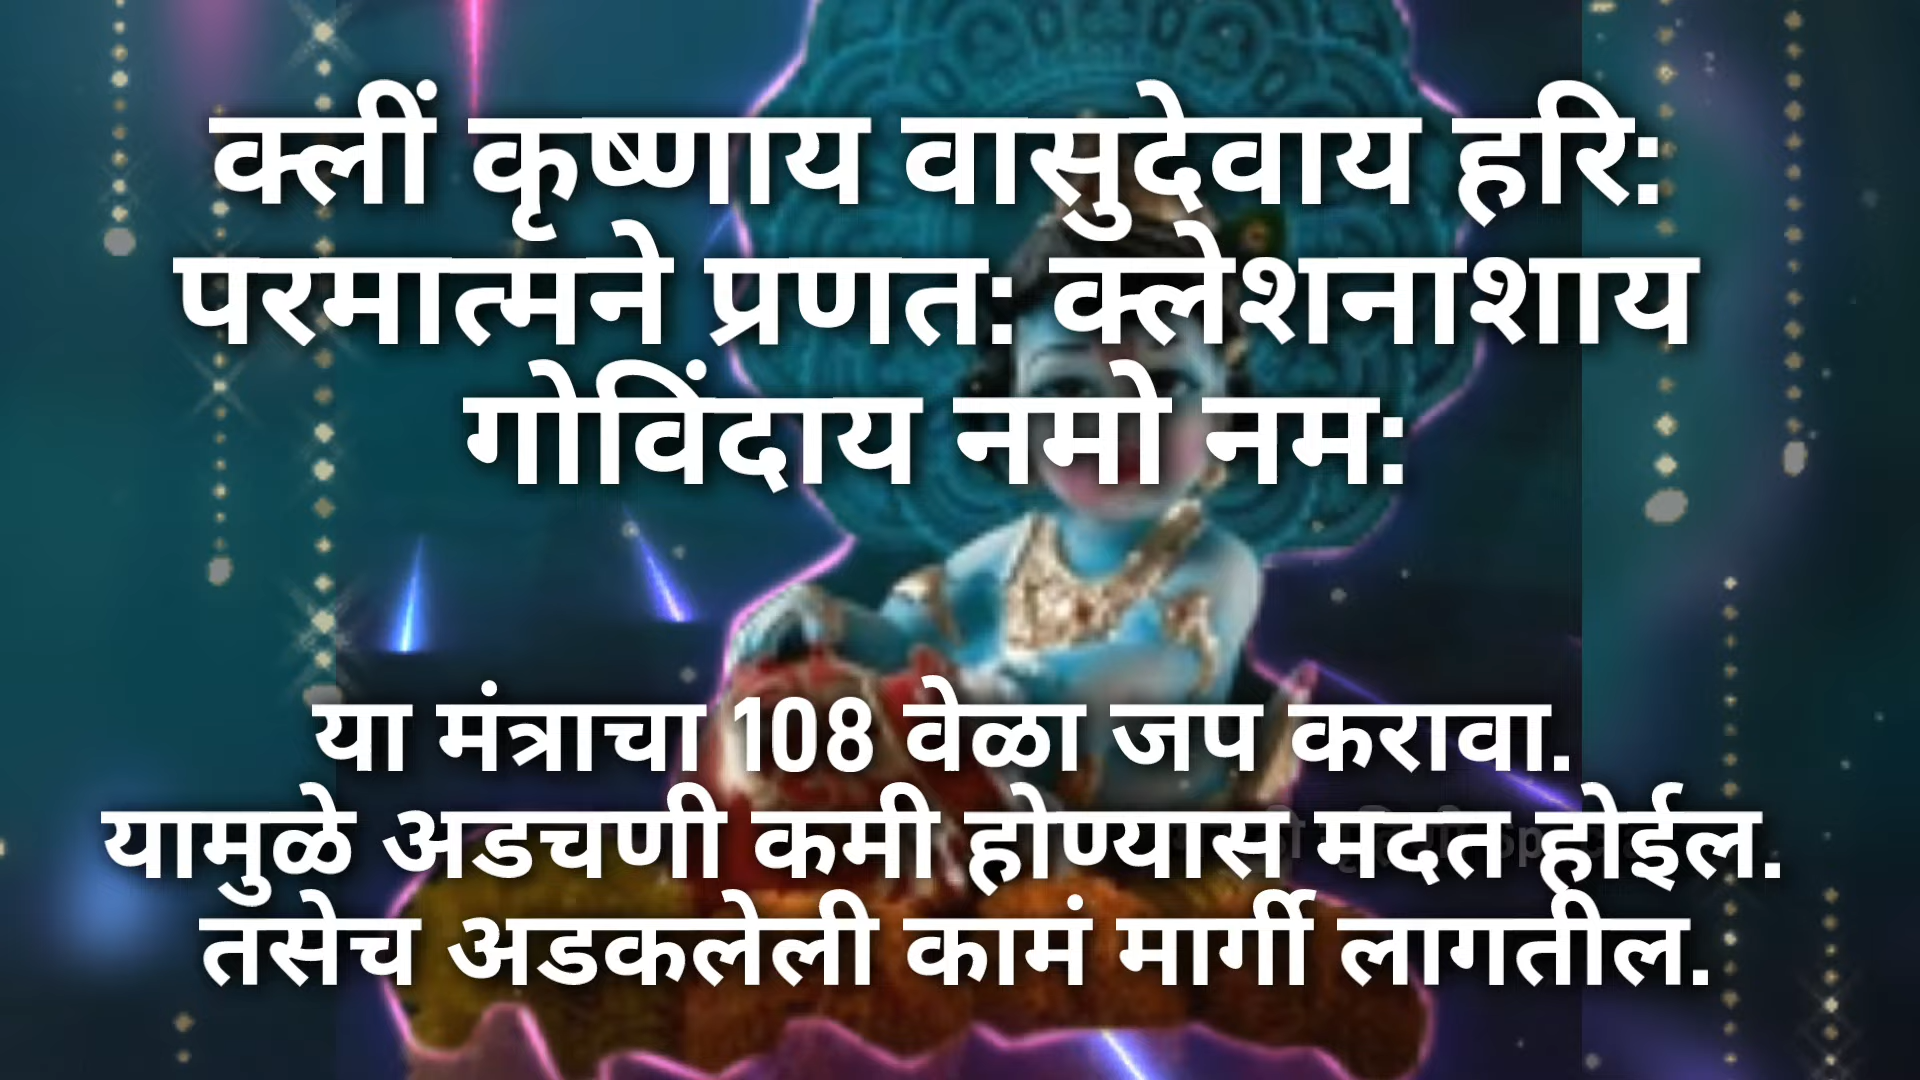 क्लीं कृष्णाय वासुदेवाय हरि:
परमात्मने प्रणत: क्लेशनाशाय
गोविंदाय नमो नम:
या मंत्राचा 108 वेळा जप करावा.
यामुळे अडचणी कमी होण्यास मदत होईल.
तसेच अडकलेली कामं मार्गी लागतील.